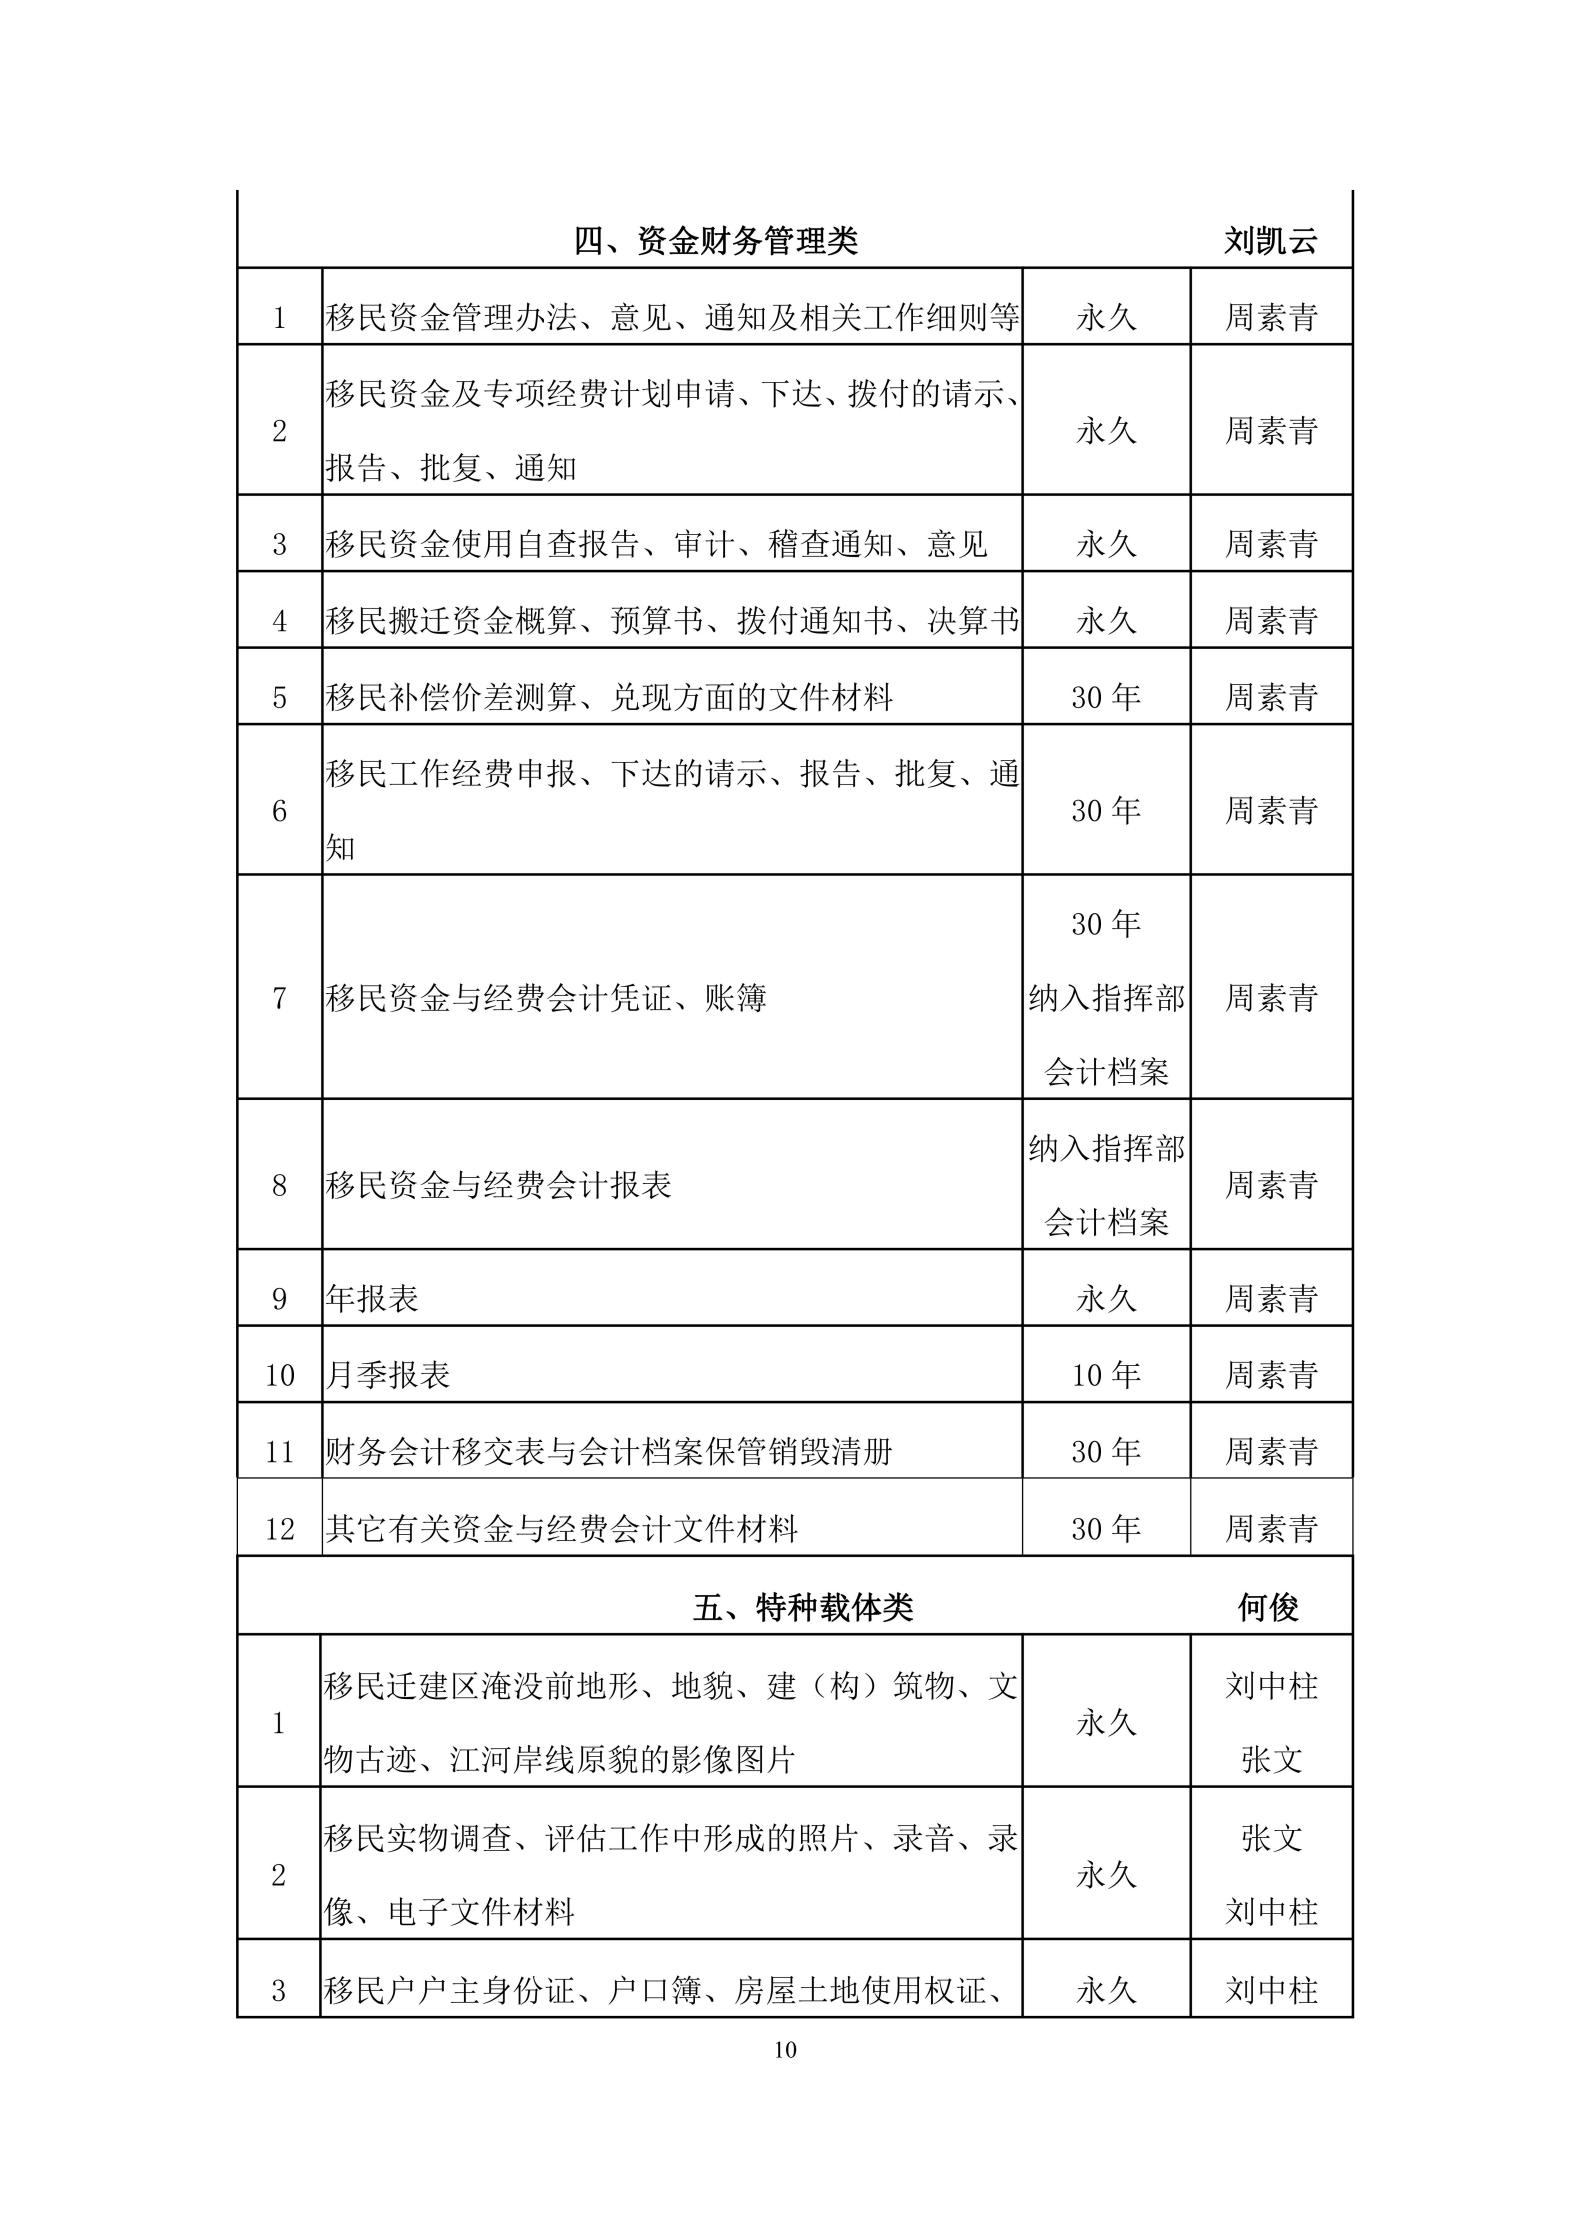 四、资金财务管理类 刘凯云
1 移民资金管理办法、意见、通知及相关工作细则等 永久 周素青
移民资金及专项经费计划申请、下达、拨付的请示、
2 永久 周素青
报告、批复、通知
3 移民资金使用自查报告、审计、稽查通知、意见 永久 周素青
4 移民搬迁资金概算、预算书、拨付通知书、决算书 永久 周素青
5 移民补偿价差测算、兑现方面的文件材料 30 年 周素青
移民工作经费申报、下达的请示、报告、批复、通
6 30 年 周素青
知
30 年
7 移民资金与经费会计凭证、账簿 纳入指挥部 周素青
会计档案
纳入指挥部
8 移民资金与经费会计报表 周素青
会计档案
9 年报表 永久 周素青
10 月季报表 10 年 周素青
11 财务会计移交表与会计档案保管销毁清册 30 年 周素青
12 其它有关资金与经费会计文件材料 30 年 周素青
五、特种载体类 何俊
移民迁建区淹没前地形、地貌、建（构）筑物、文 刘中柱
1 永久
物古迹、江河岸线原貌的影像图片 张文
移民实物调查、评估工作中形成的照片、录音、录 张文
2 永久
像、电子文件材料 刘中柱
3 移民户户主身份证、户口簿、房屋土地使用权证、 永久 刘中柱
10